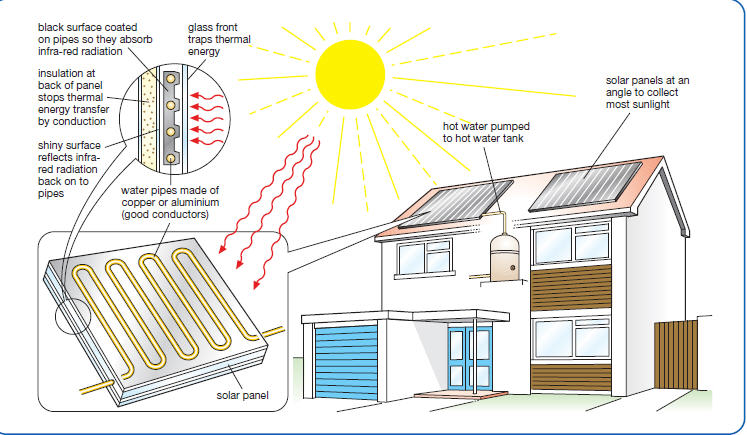 black surface coated
on pipes so they absorb
infra-red radiation
glass front
traps thermal
energy
insulation at
back of panel
stops thermal
energy transfer
by conduction
shiny surface
reflects infra-
red radiation
back on to
pipes
water pipes made of
copper or aluminium
(good conductors)
solar panel
hot water pumped
to hot water tank
solar panels at an
angle to collect
most sunlight